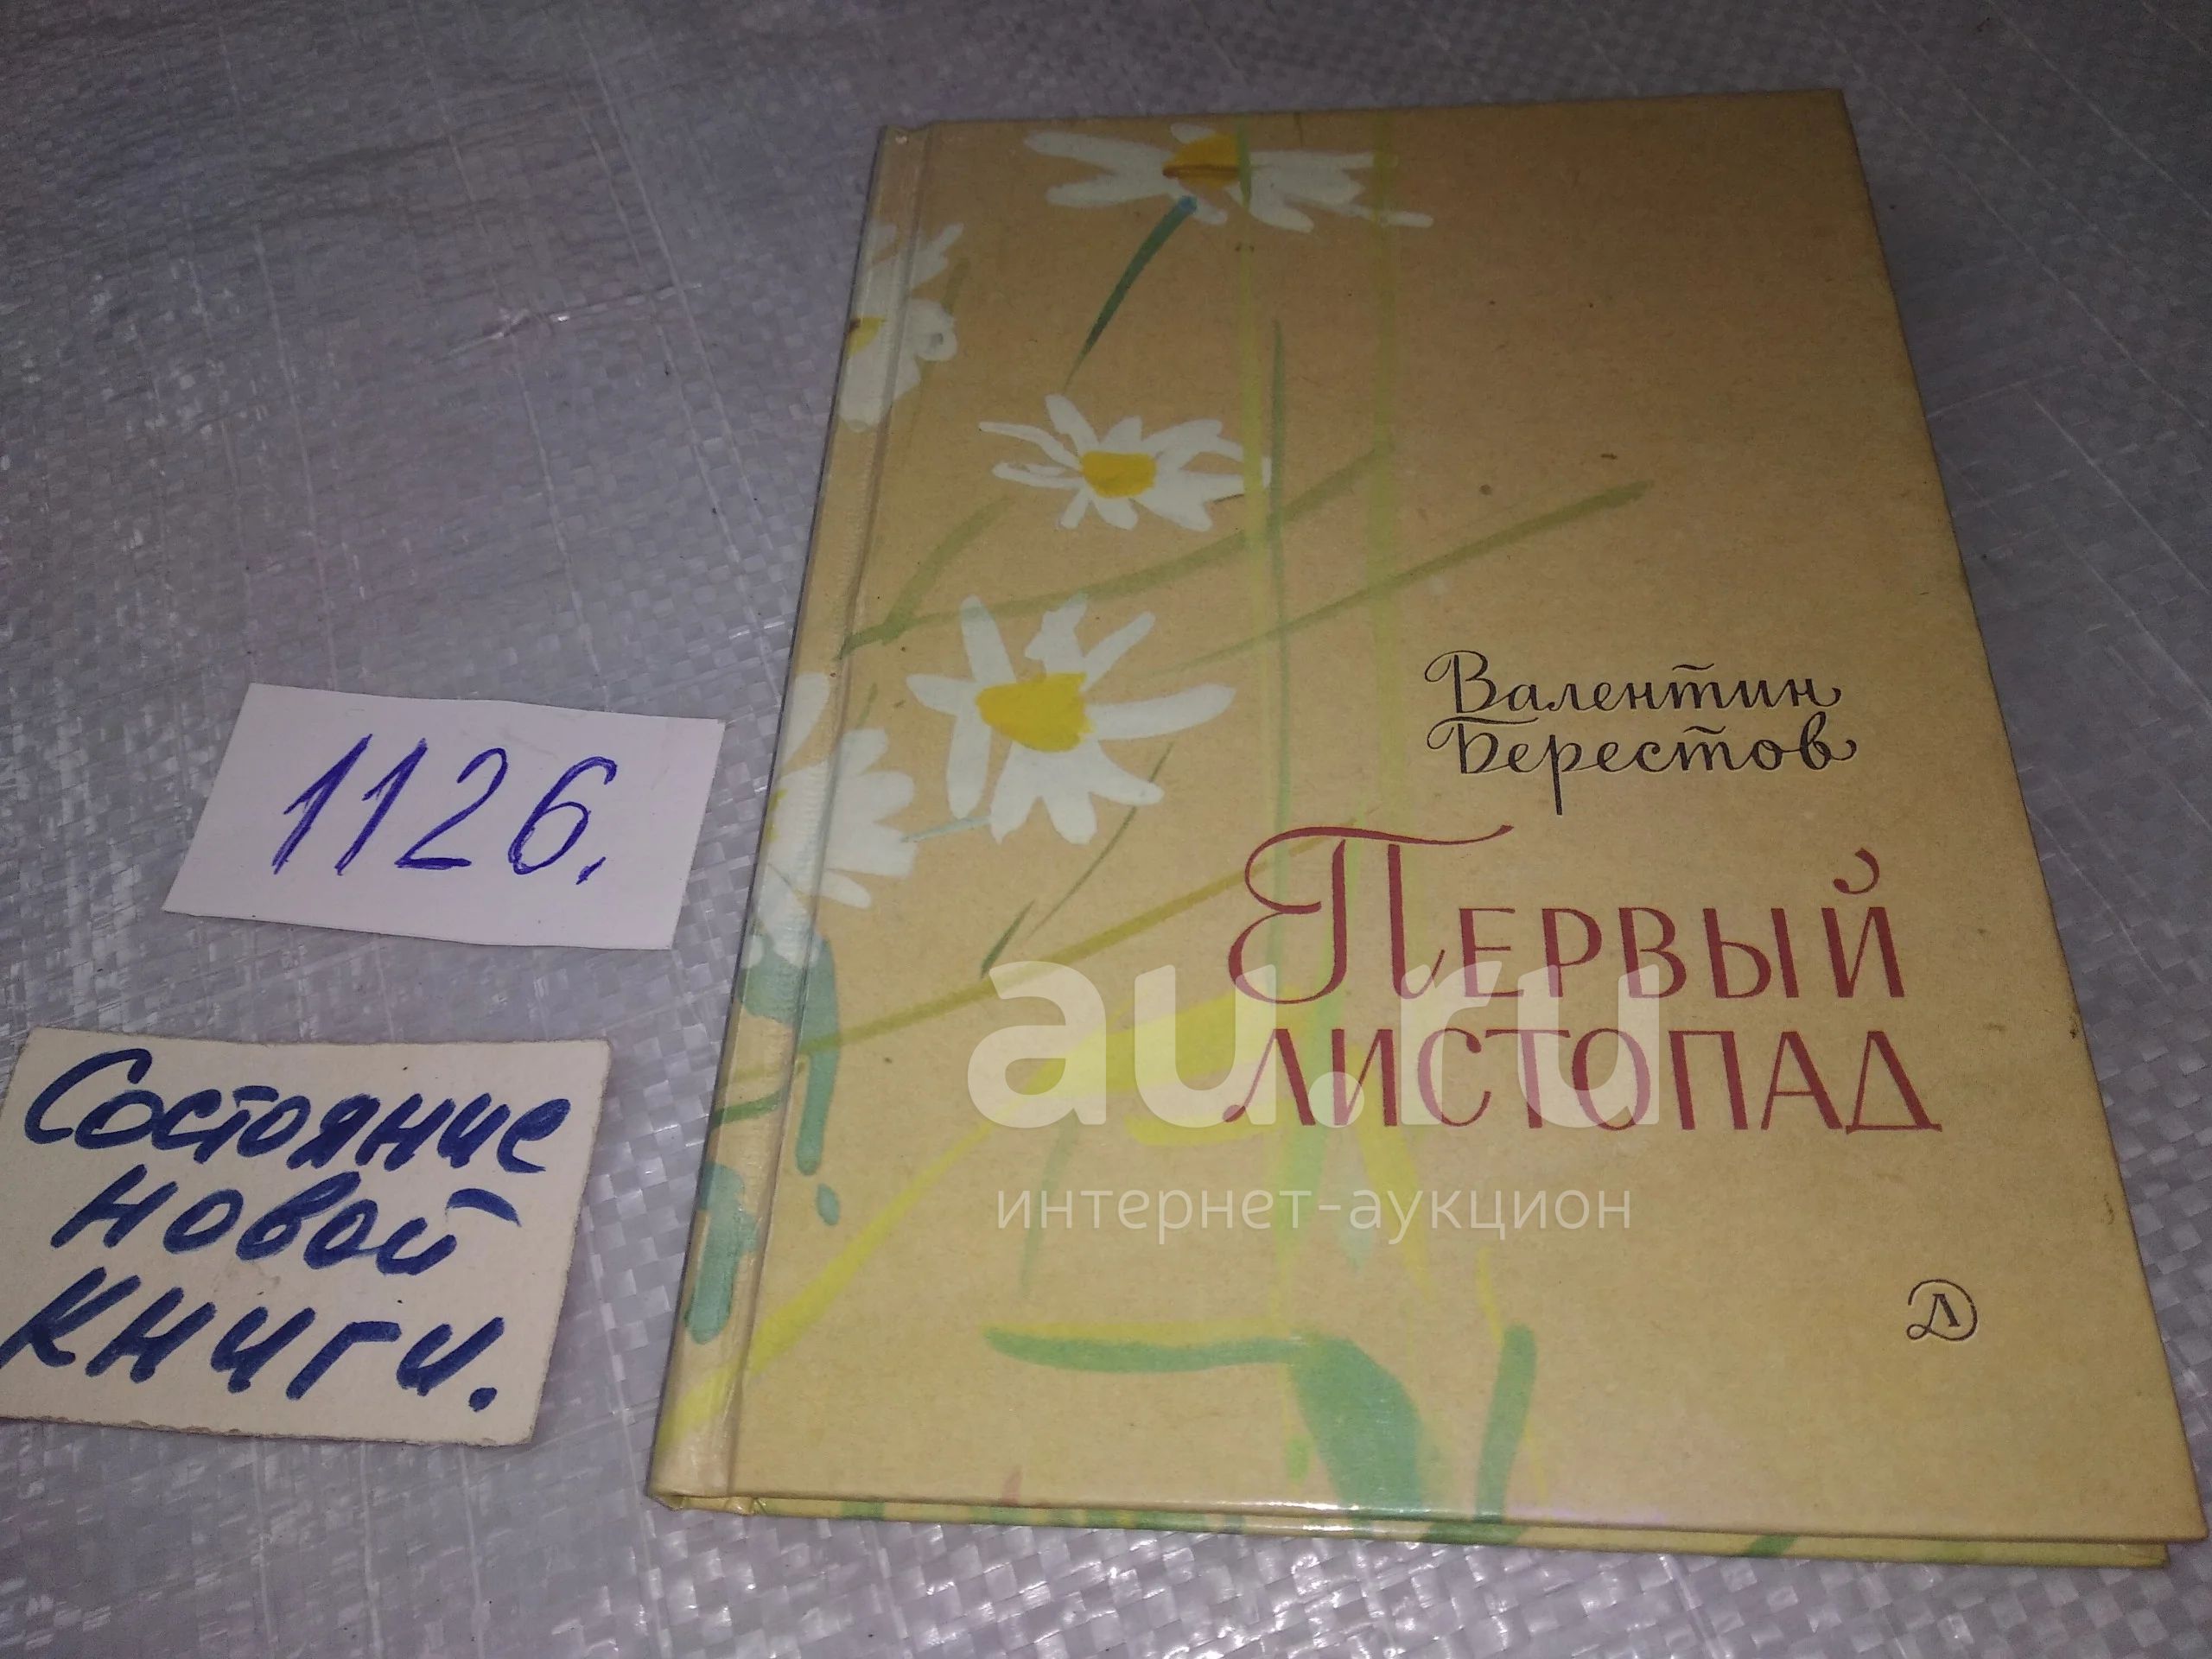 Валентин
Берестов
Первый
листопад
1126.
Состояние
новой
книги.
au.ru
интернет-аукцион
Д